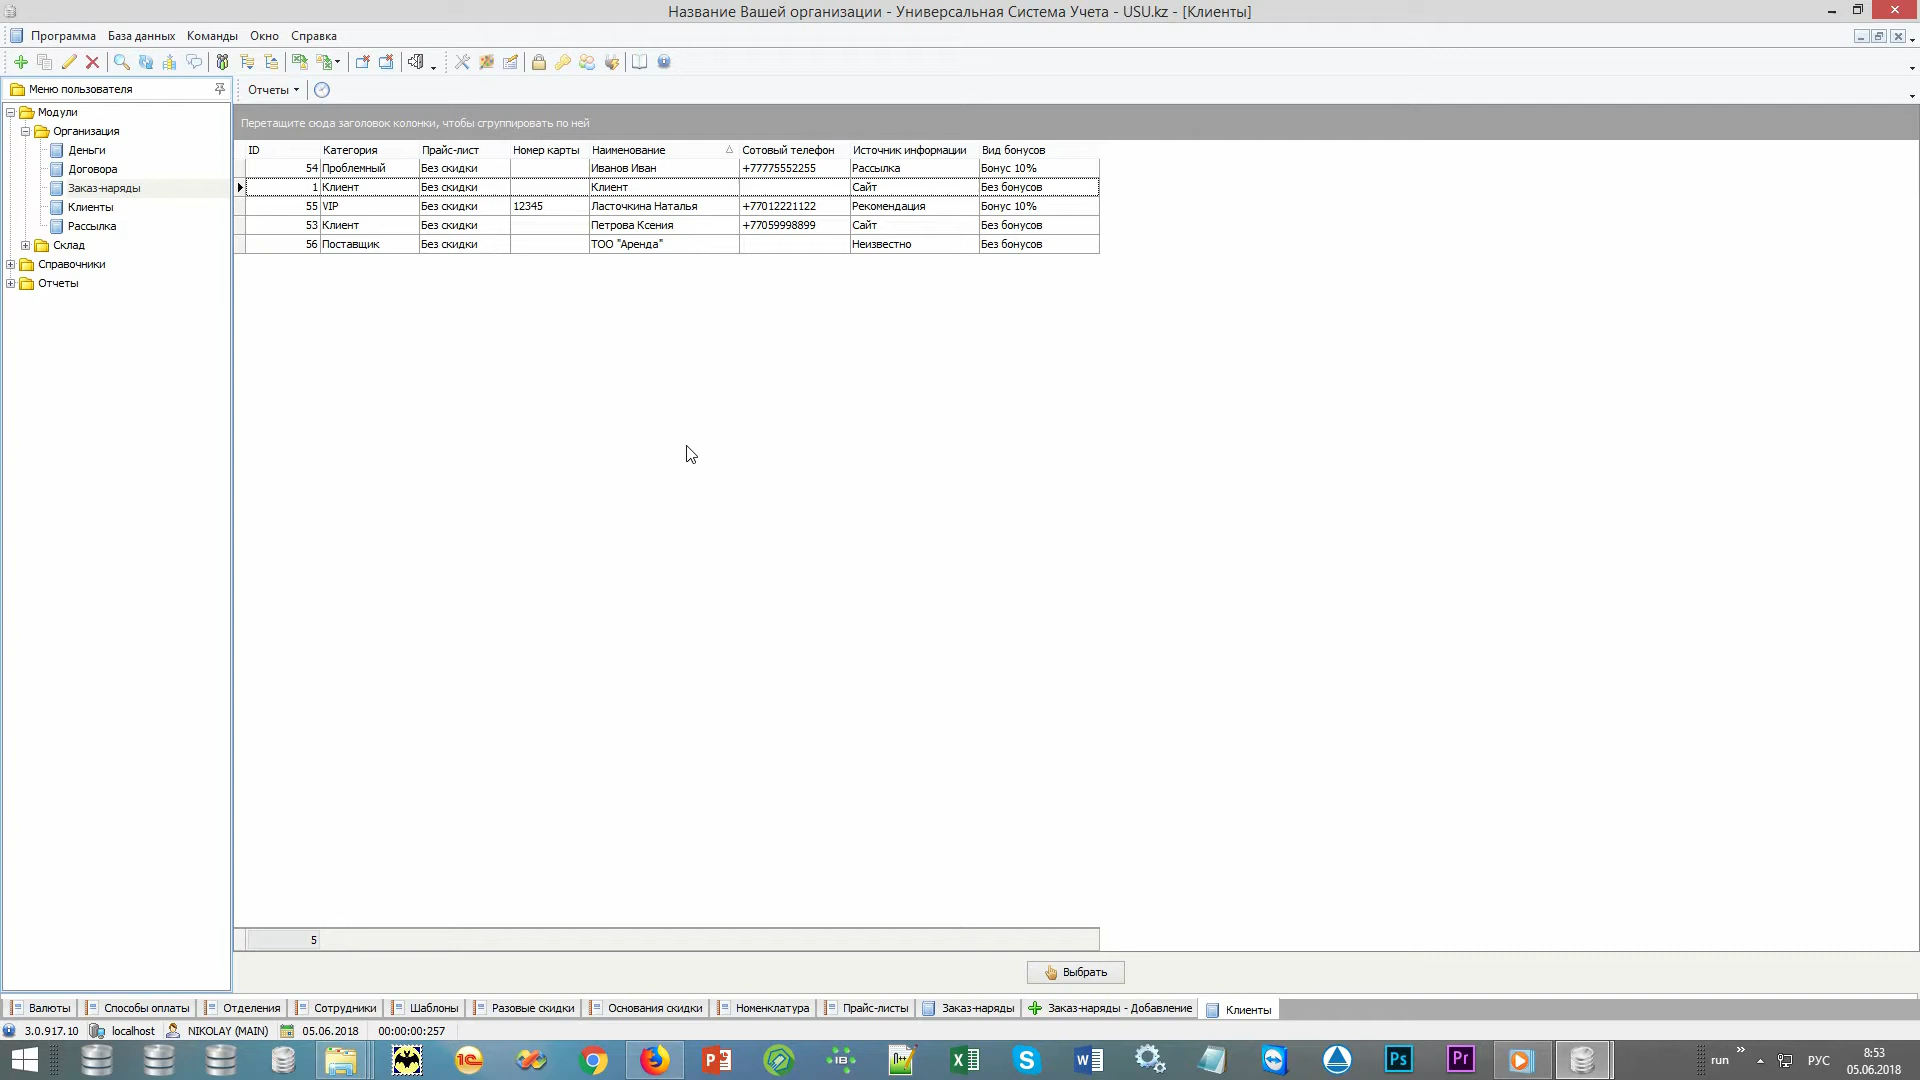 Название Вашей организации - Универсальная Система Учета - USU.kz - [Клиенты]
Программа База данных Команды Окно Справка
Меню пользователя
Отчеты
Модули
Организация
Деньги
Договора
Заказ-наряды
Клиенты
Рассылка
Склад
Справочники
Отчеты
Перетащите сюда заголовок колонки, чтобы сгруппировать по ней
ID Категория Прайс-лист Номер карты Наименование Сотовый телефон Источник информации Вид бонусов
54 Проблемный Без скидки Иванов Иван +77775552255 Рассылка Бонус 10%
1 Клиент Без скидки Клиент Сайт Без бонусов
55 VIP Без скидки 12345 Ласточкина Наталья +77012221122 Рекомендация Бонус 10%
53 Клиент Без скидки Петрова Ксения +77059998899 Сайт Без бонусов
56 Поставщик Без скидки ТОО "Аренда" Неизвестно Без бонусов
5
Выбрать
Валюты Способы оплаты Отделения Сотрудники Шаблоны Разовые скидки Основания скидки Номенклатура Прайс-листы Заказ-наряды Заказ-наряды - Добавление Клиенты
3.0.917.10 localhost NIKOLAY (MAIN) 05.06.2018 00:00:00:257
1С IB n++ S Ps Pr run » РУС 8:53
05.06.2018